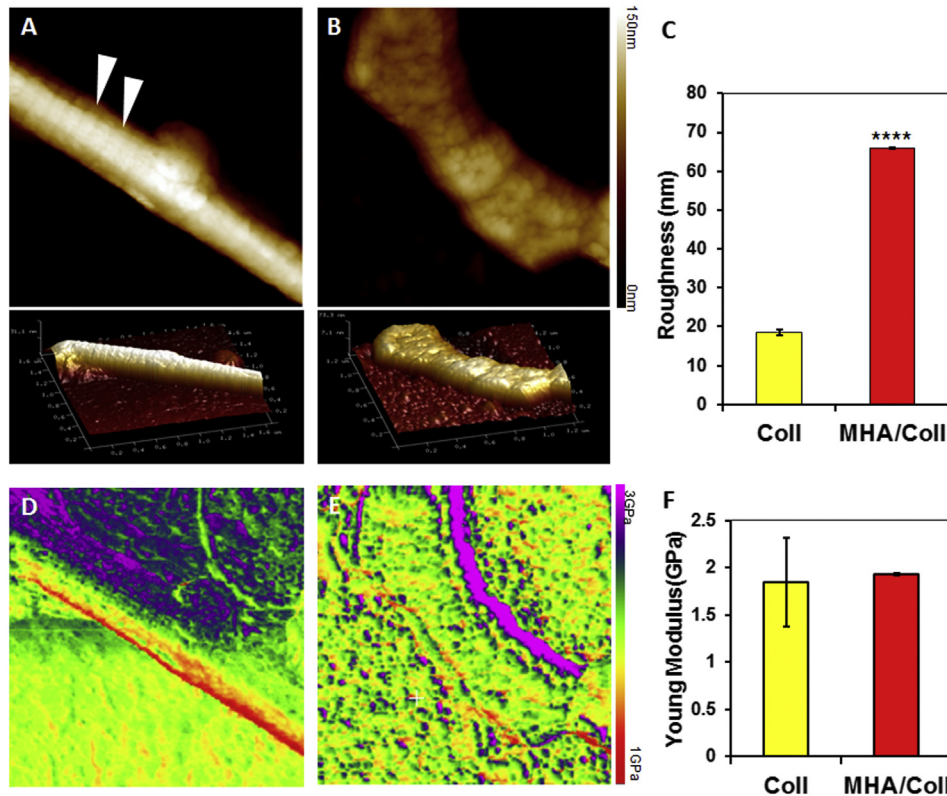 A
B
150nm
0nm
C
80
70
60
50
40
30
20
10
0
Roughness (nm)
****
Coll
MHA/Coll
D
E
3GPa
1GPa
F
2.5
2
1.5
1
0.5
0
Young Modulus(GPa)
Coll
MHA/Coll